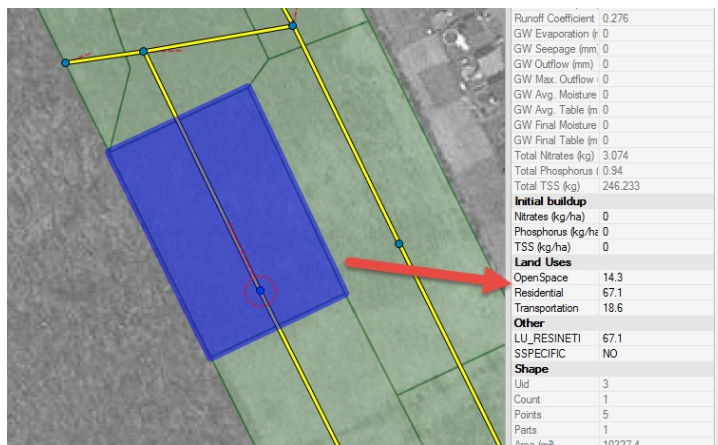 Runoff Coefficient 0.276
GW Evaporation (r 0
GW Seepage (mm 0
GW Outflow (mm) 0
GW Max. Outflow 0
GW Avg. Moisture 0
GW Avg. Table (m 0
GW Final Moisture 0
GW Final Table (m 0
Total Nitrates (kg) 3.074
Total Phosphorus ( 0.94
Total TSS (kg) 246.233
Initial buildup
Nitrates (kg/ha) 0
Phosphorus (kg/ha 0
TSS (kg/ha) 0
Land Uses
OpenSpace 14.3
Residential 67.1
Transportation 18.6
Other
LU_RESINETI 67.1
SSPECIFIC NO
Shape
Uid 3
Count 1
Points 5
Parts 1
Area (m²) 10327.4